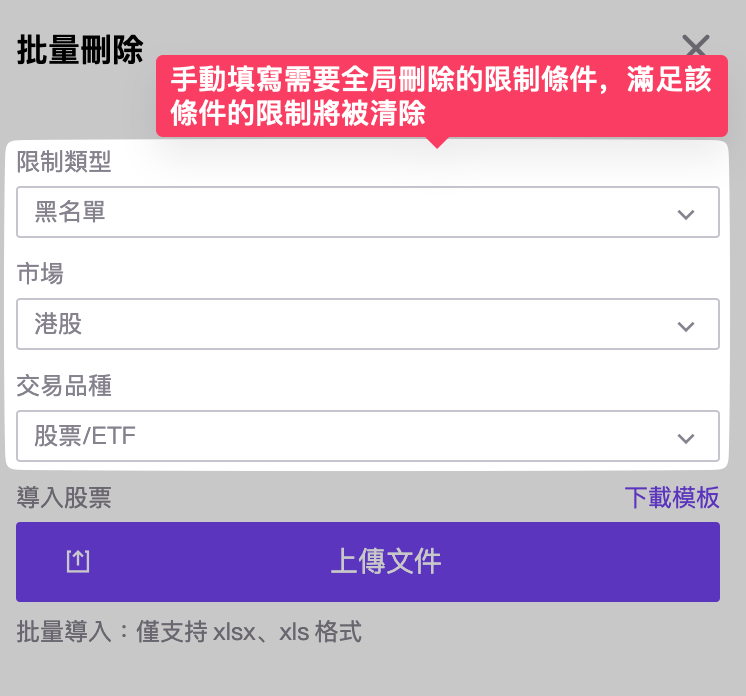 批量刪除
手動填寫需要全局刪除的限制條件，滿足該
條件的限制將被清除
限制類型
黑名單
市場
港股
交易品種
股票/ETF
導入股票
下載模板
上傳文件
批量導入：僅支持 xlsx、xls 格式